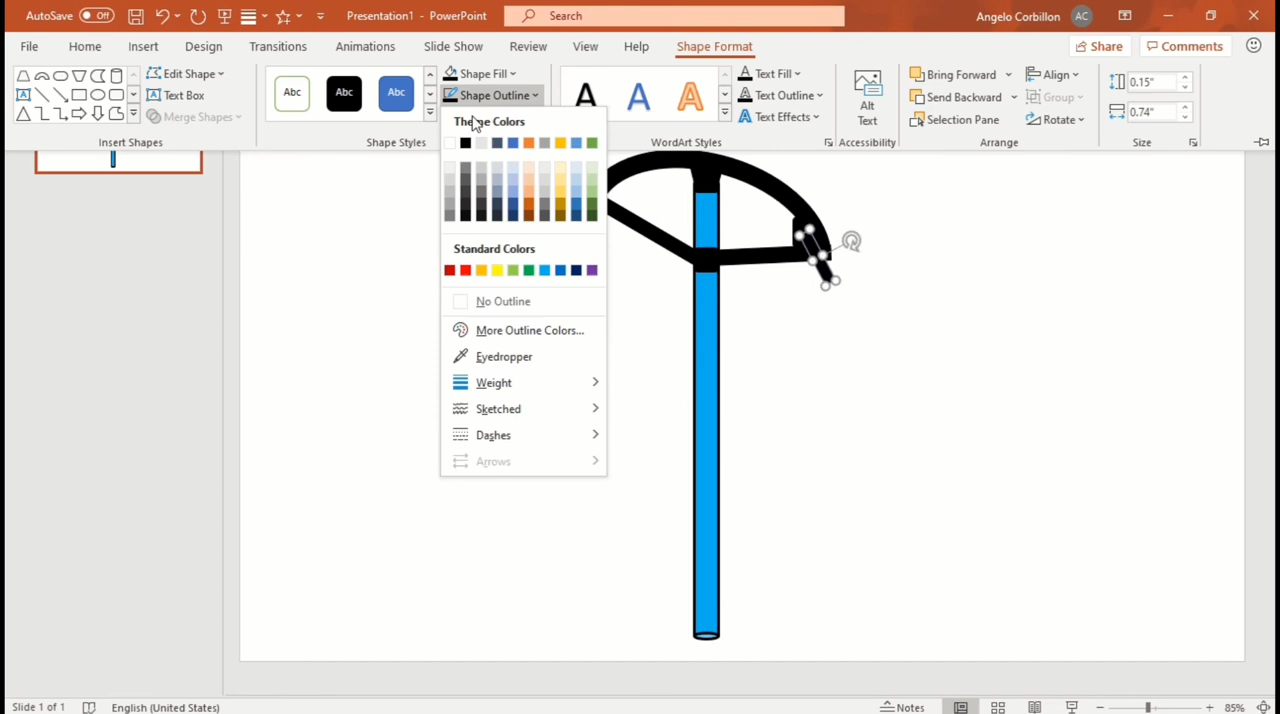 AutoSave Off Presentation1 - PowerPoint Search Angelo Corbillon AC
File Home Insert Design Transitions Animations Slide Show Review View Help Shape Format Share Comments
Edit Shape
Text Box
Merge Shapes
Insert Shapes
Abc Abc Abc
Shape Styles
Shape Fill
Shape Outline
A A A
WordArt Styles
Text Fill
Text Outline
Text Effects
Alt
Text
Accessibility
Bring Forward
Send Backward
Selection Pane
Align
Group
Rotate
Arrange
0.15"
0.74"
Size
Theme Colors
Standard Colors
No Outline
More Outline Colors...
Eyedropper
Weight
Sketched
Dashes
Arrows
Slide 1 of 1 English (United States) Notes 85%